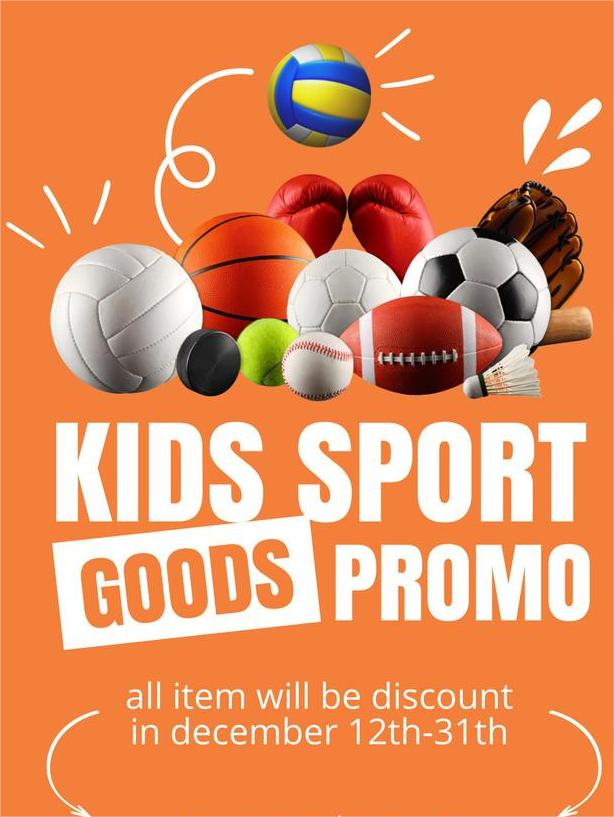 KIDS SPORT
GOODS PROMO
all item will be discount
in december 12th-31th